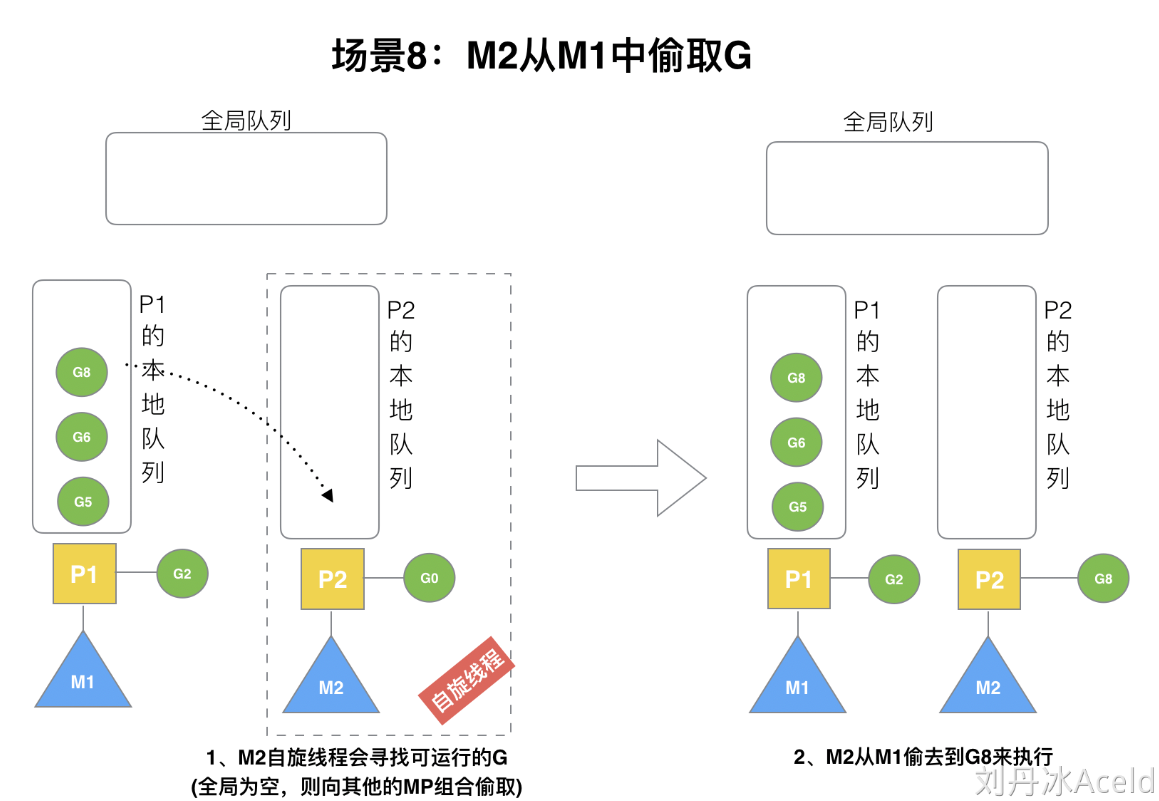 场景8：M2从M1中偷取G
全局队列
全局队列
P1的本地队列
G8
G6
G5
P1
G2
M1
P2的本地队列
P2
G0
M2
自旋线程
1、M2自旋线程会寻找可运行的G
(全局为空，则向其他的MP组合偷取)
P1的本地队列
G8
G6
G5
P1
G2
M1
P2的本地队列
P2
G8
M2
2、M2从M1偷去到G8来执行
刘丹冰Aceld